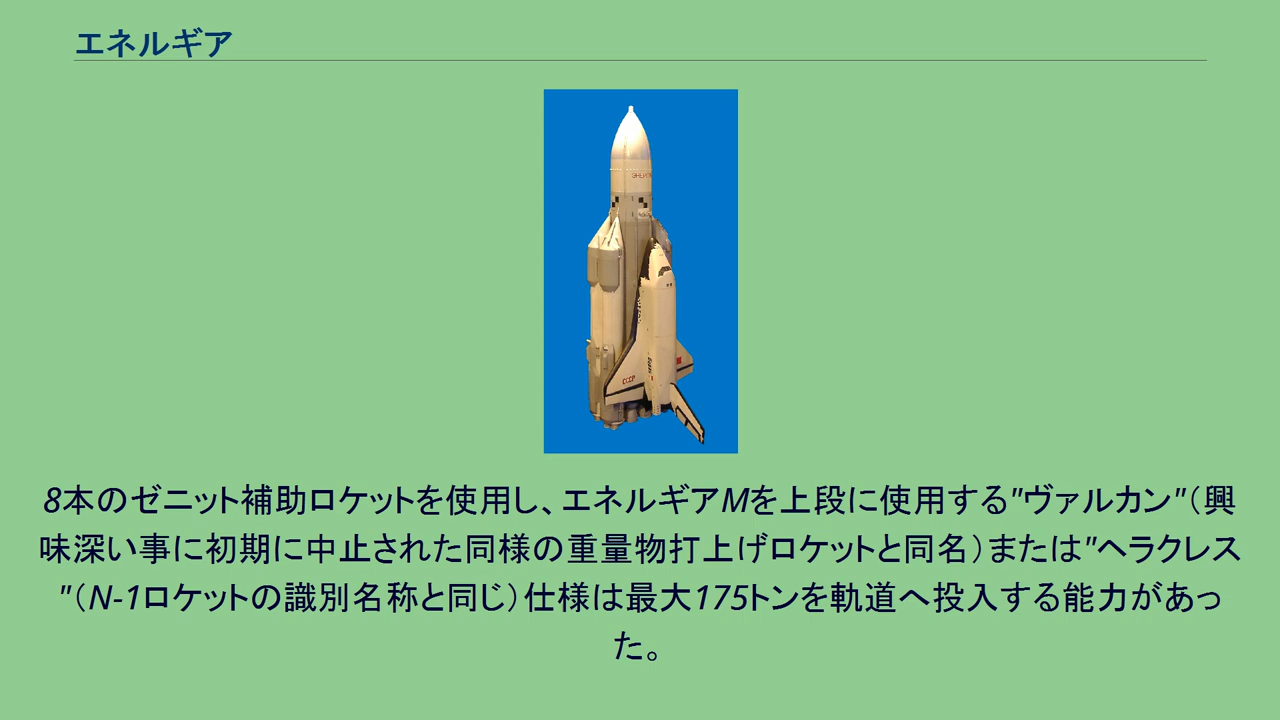 エネルギア
СССР
8本のゼニット補助ロケットを使用し、エネルギアMを上段に使用する"ヴァルカン"（興
味深い事に初期に中止された同様の重量物打上げロケットと同名）または"ヘラクレス
"（N-1ロケットの識別名称と同じ）仕様は最大175トンを軌道へ投入する能力があっ
た。